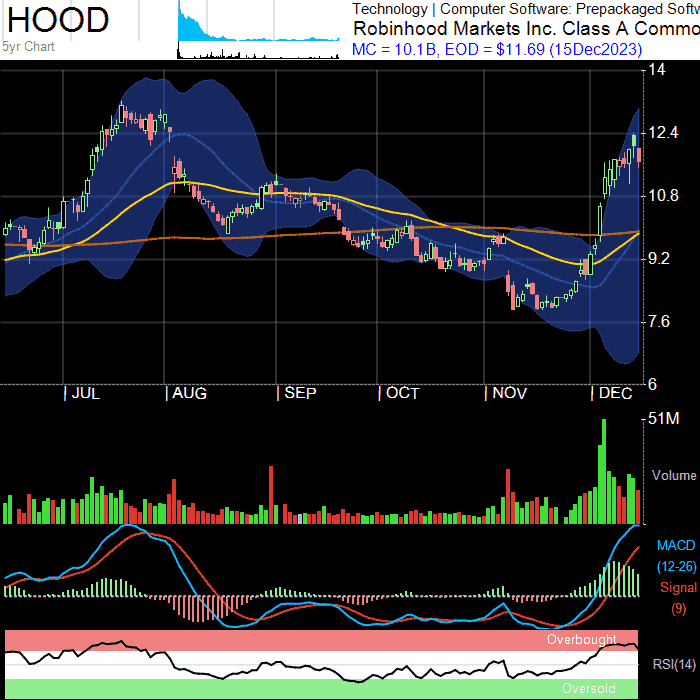 HOOD
5yr Chart
Technology | Computer Software: Prepackaged Softw
Robinhood Markets Inc. Class A Commo
MC = 10.1B, EOD = $11.69 (15Dec2023)
14
12.4
10.8
9.2
7.6
6
| JUL | AUG | SEP | OCT | NOV | DEC
51M
Volume
MACD
(12-26)
Signal
(9)
Overbought
RSI(14)
Oversold